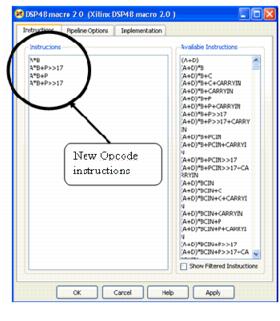 DSP48 macro 2.0 (Xilinx DSP48 macro 2.0 )
Instructions Pipeline Options Implementation
Instrucions
A*B
A*B+P>>17
A*B+P
A*B+P>>17
New Opcode
instructions
Available Instructions
(A+D)
(A+D)*B
(A+D)*B+C
(A+D)*B+C+CARRYIN
(A+D)*B+CARRYIN
(A+D)*B+P
(A+D)*B+P+CARRYIN
(A+D)*B+P>>17
(A+D)*B+P>>17+CARRY
IN
(A+D)*B+PCIN
(A+D)*B+PCIN+CARRYI
N
(A+D)*B+PCIN>>17
(A+D)*B+PCIN>>17+CA
RRYIN
(A+D)*BCIN
(A+D)*BCIN+C
(A+D)*BCIN+C+CARRYI
N
(A+D)*BCIN+CARRYIN
(A+D)*BCIN+P
(A+D)*BCIN+P+CARRYI
N
(A+D)*BCIN+P>>17
(A+D)*BCIN+P>>17+CA
Show Filtered Instructions
OK Cancel Help Apply